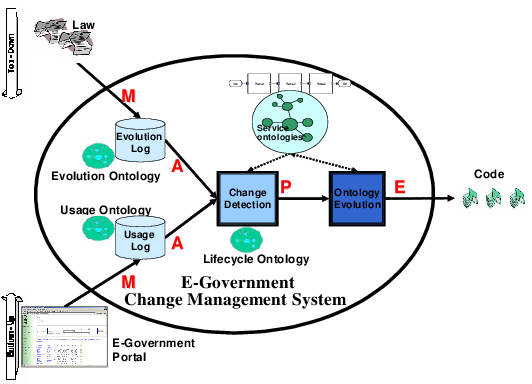 Law
Top-Down
M
Evolution
Log
Evolution Ontology
A
Service
ontologies
Usage Ontology
Usage
Log
A
M
Change
Detection
P
Ontology
Evolution
E
Code
Lifecycle Ontology
E-Government
Change Management System
Bottom-Up
E-Government
Portal